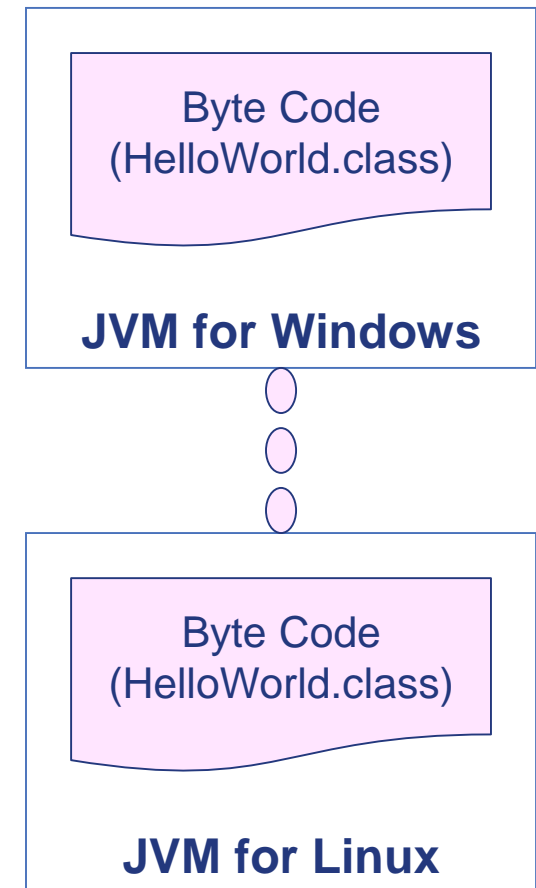 Byte Code
(HelloWorld.class)
JVM for Windows
Byte Code
(HelloWorld.class)
JVM for Linux